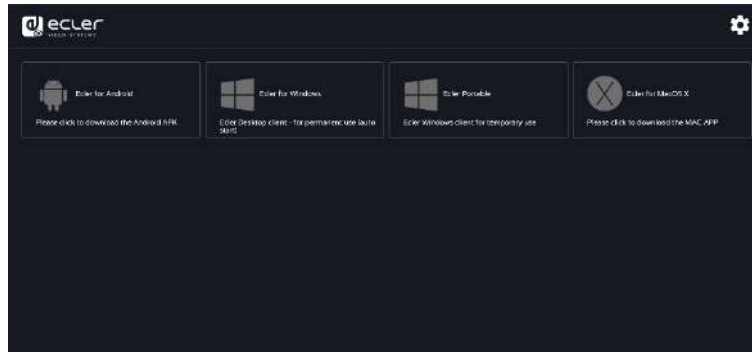 ecler
VIDEO SYSTEMS
Ecler for Android
Please click to download the Android APK
Ecler for Windows
Ecler Desktop client - for permanent use (auto
start)
Ecler Portable
Ecler Windows client for temporary use
Ecler for MacOS X
Please click to download the MAC APP